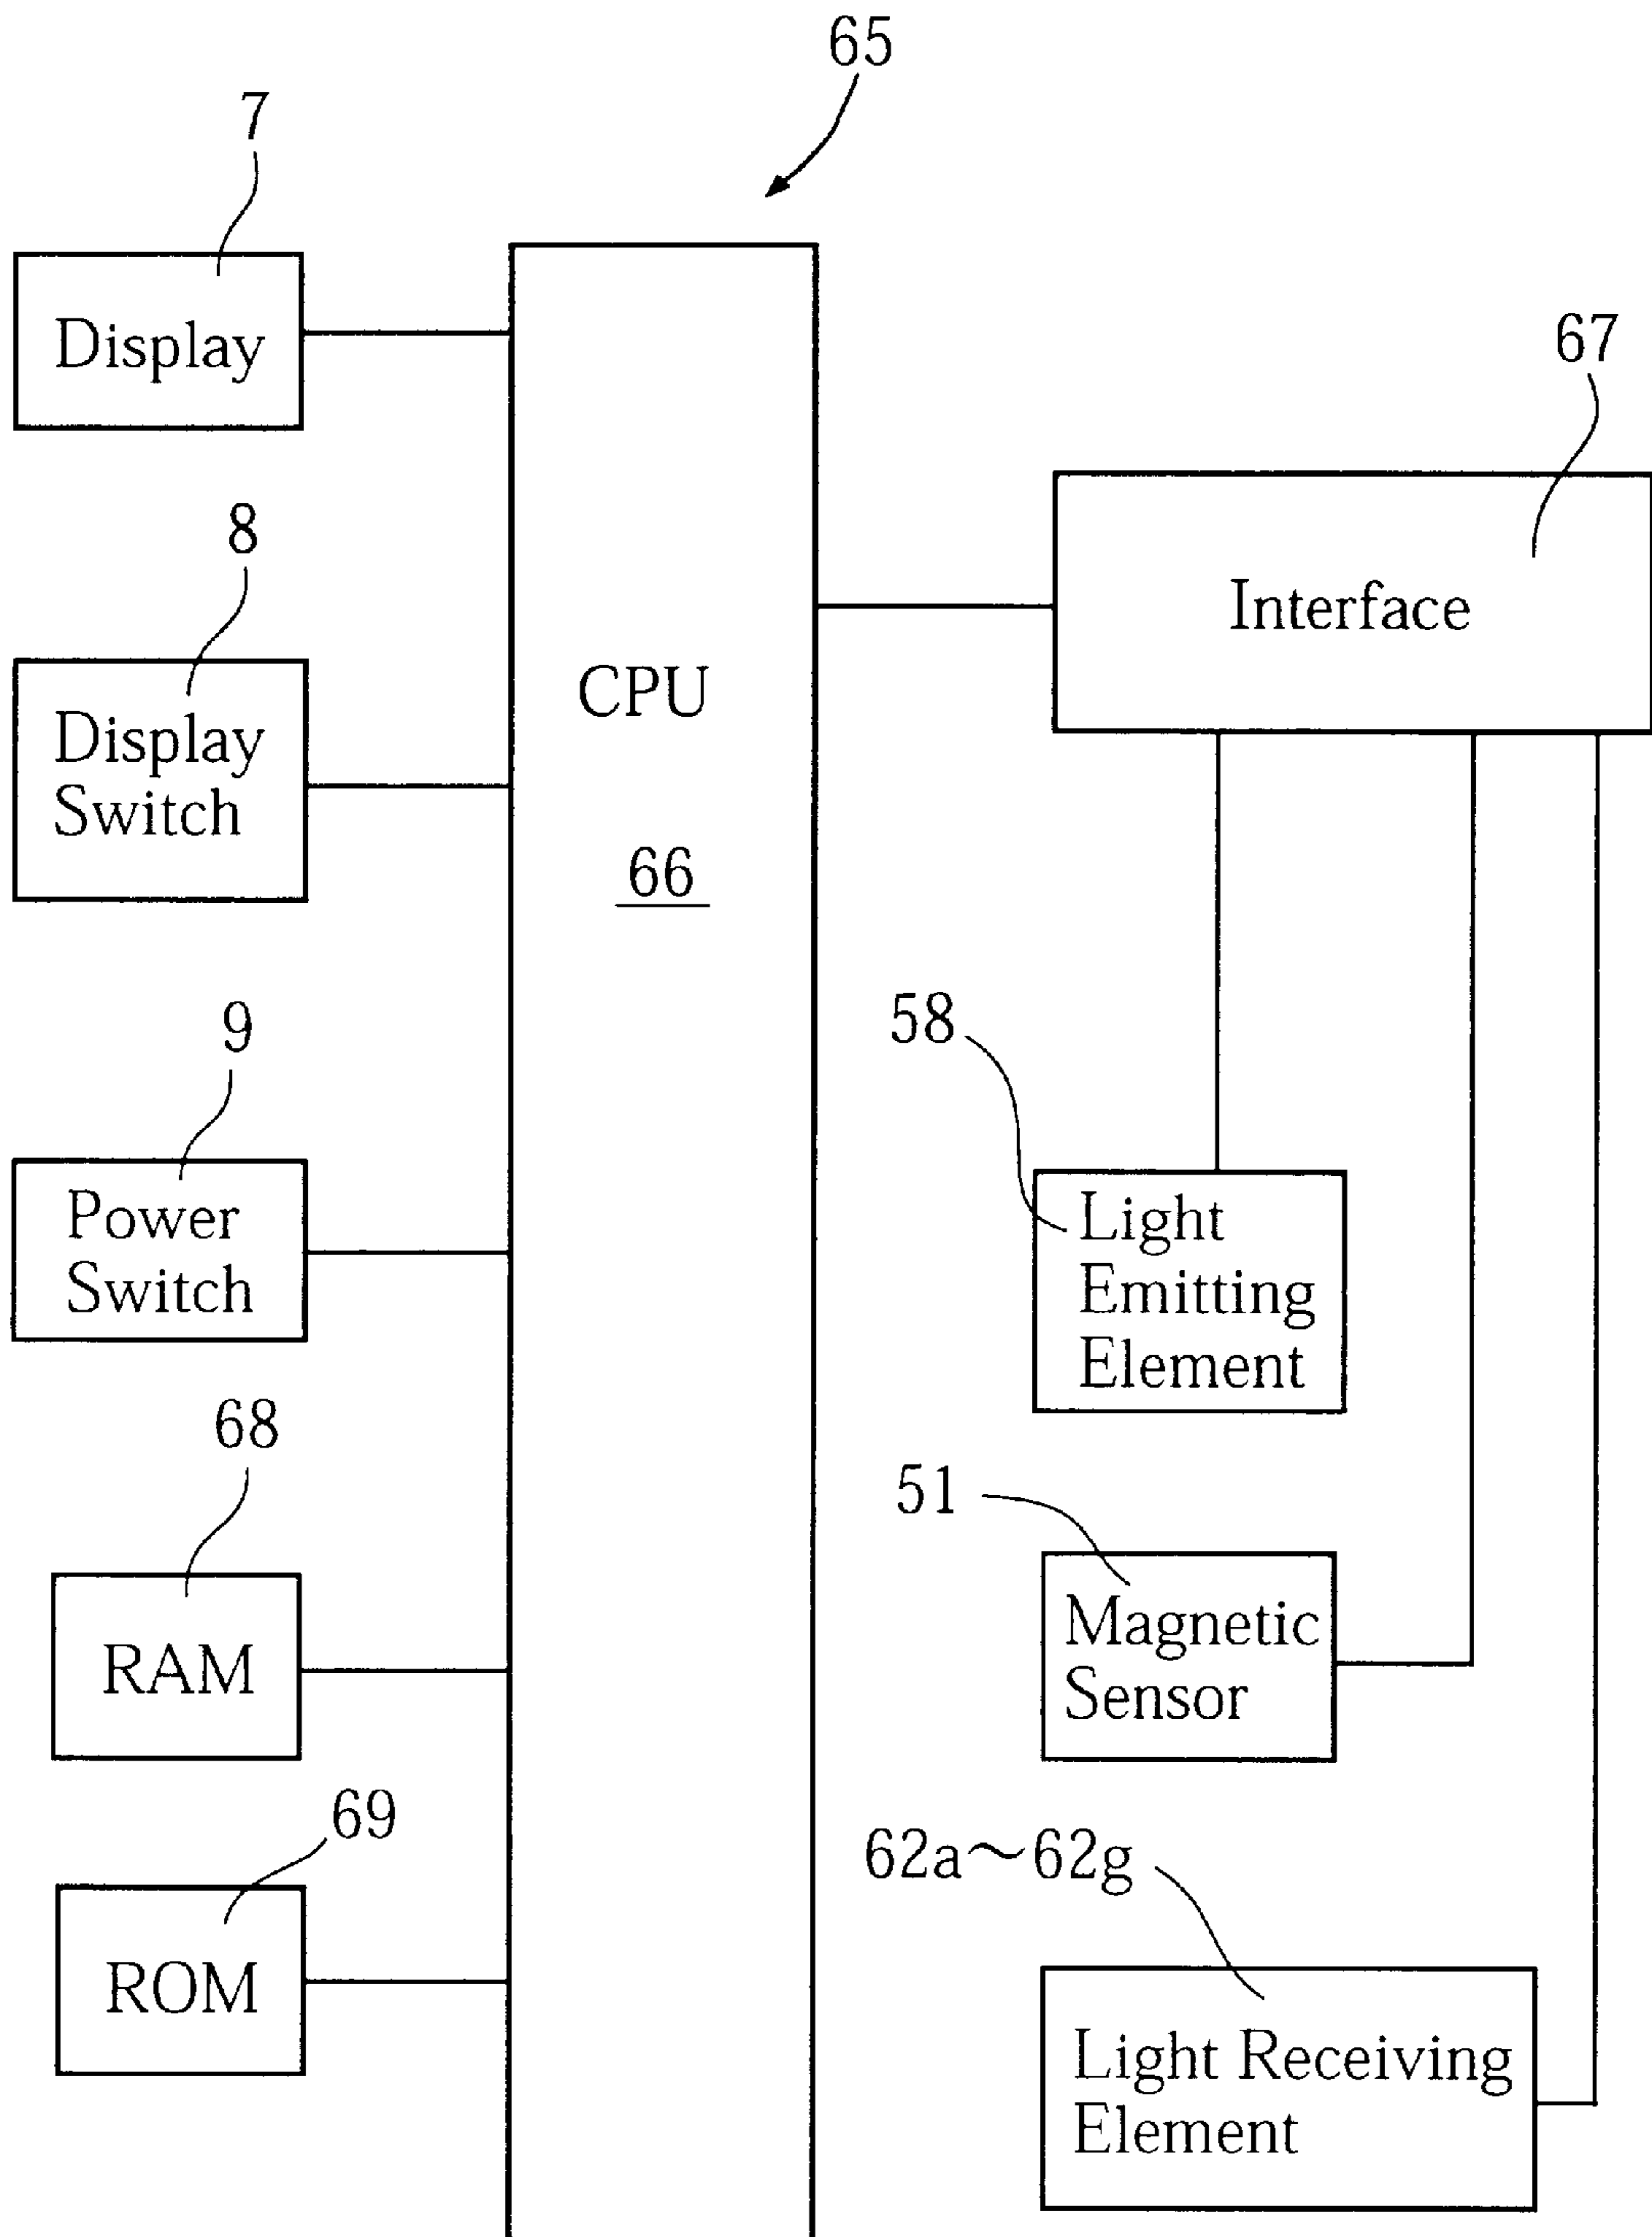 65
7
Display
67
8
Interface
Display
Switch
CPU
66
9
58
Power
Switch
Light
Emitting
Element
68
51
RAM
Magnetic
Sensor
69
62a～62g
ROM
Light Receiving
Element